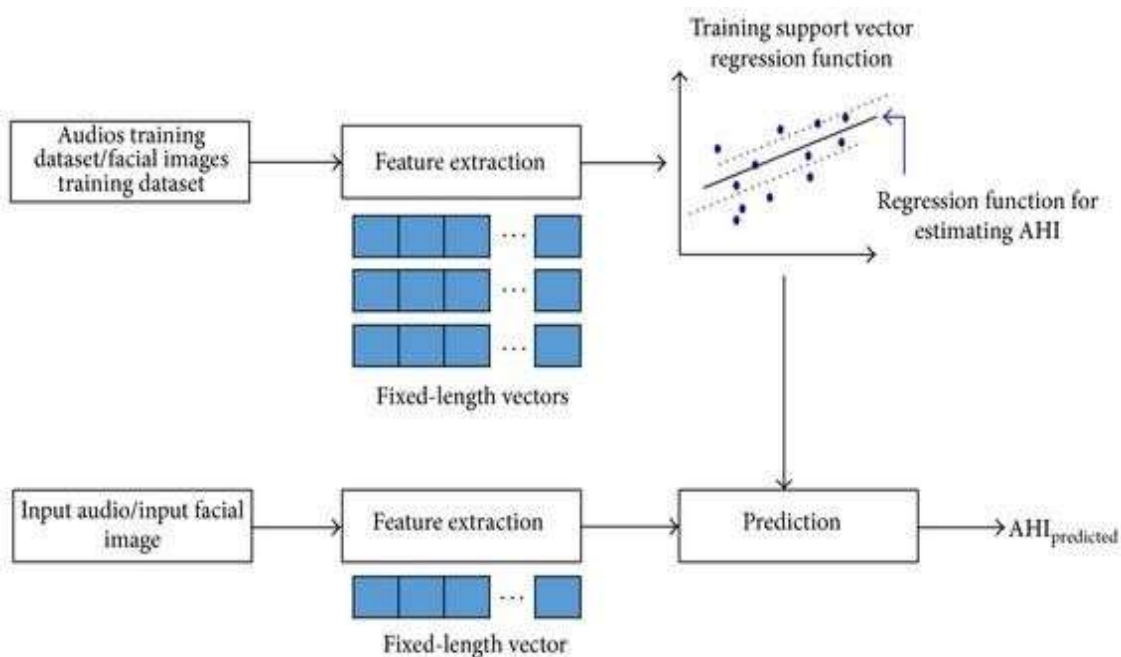 Training support vector
regression function
Audios training
dataset/facial images
training dataset
Feature extraction
Regression function for
estimating AHI
...
...
...
Fixed-length vectors
Input audio/input facial
image
Feature extraction
Prediction
AHIpredicted
...
Fixed-length vector